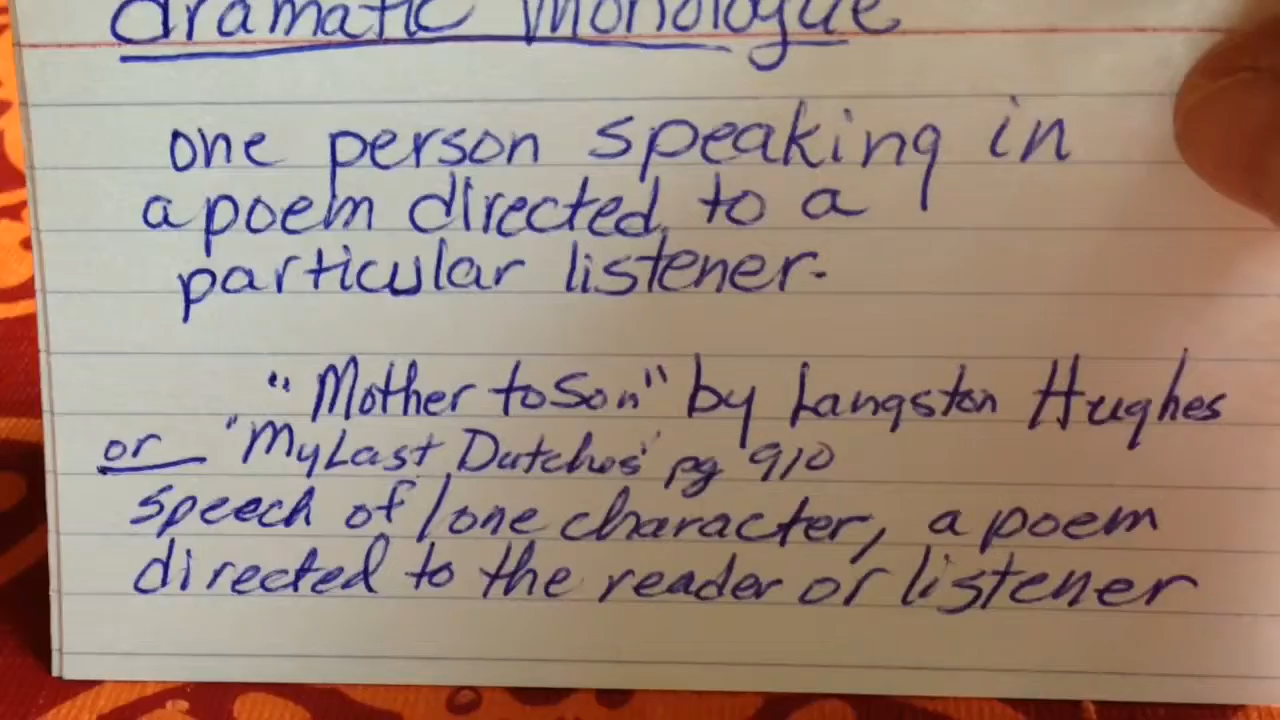 dramatic monologue
one person speaking in
a poem directed to a
particular listener.
"Mother to Son" by Langston Hughes
or "My Last Dutches" pg 910
speech of /one character, a poem
directed to the reader or listener